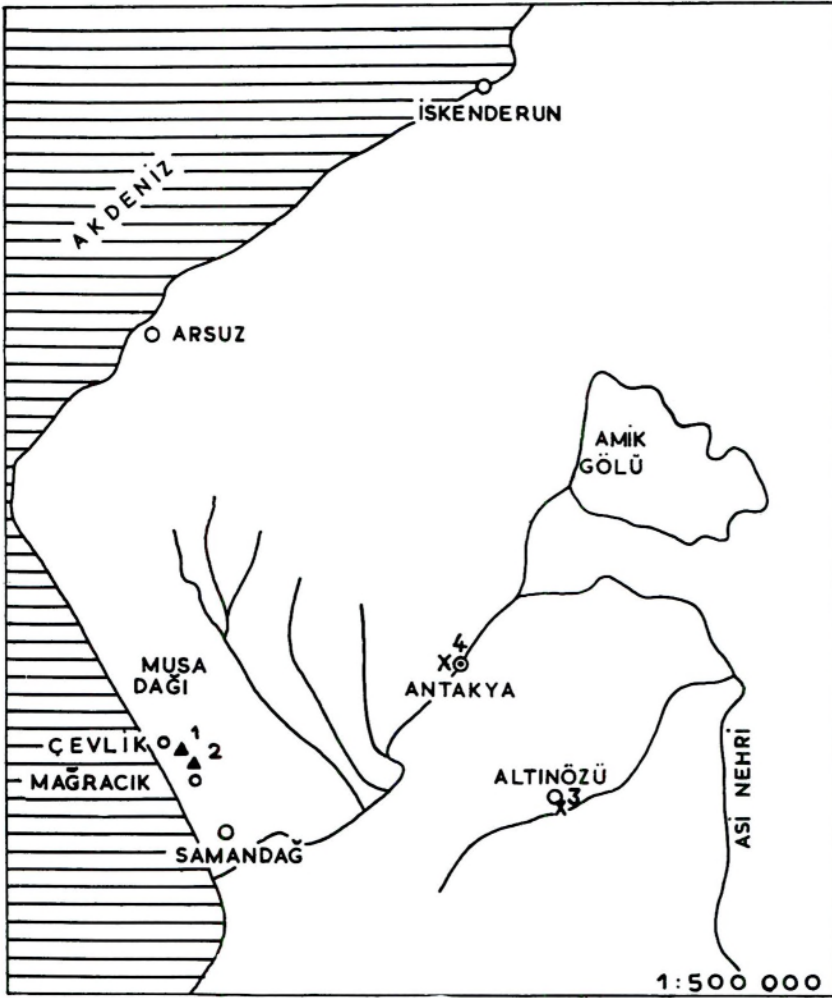 İSKENDERUN
AKDENİZ
ARSUZ
AMİK
GÖLÜ
4
X
ANTAKYA
MUSA
DAĞI
ÇEVLİK
1
2
MAĞRACIK
ALTINÖZÜ
3
X
ASİ NEHRİ
SAMANDAĞ
1:500 000